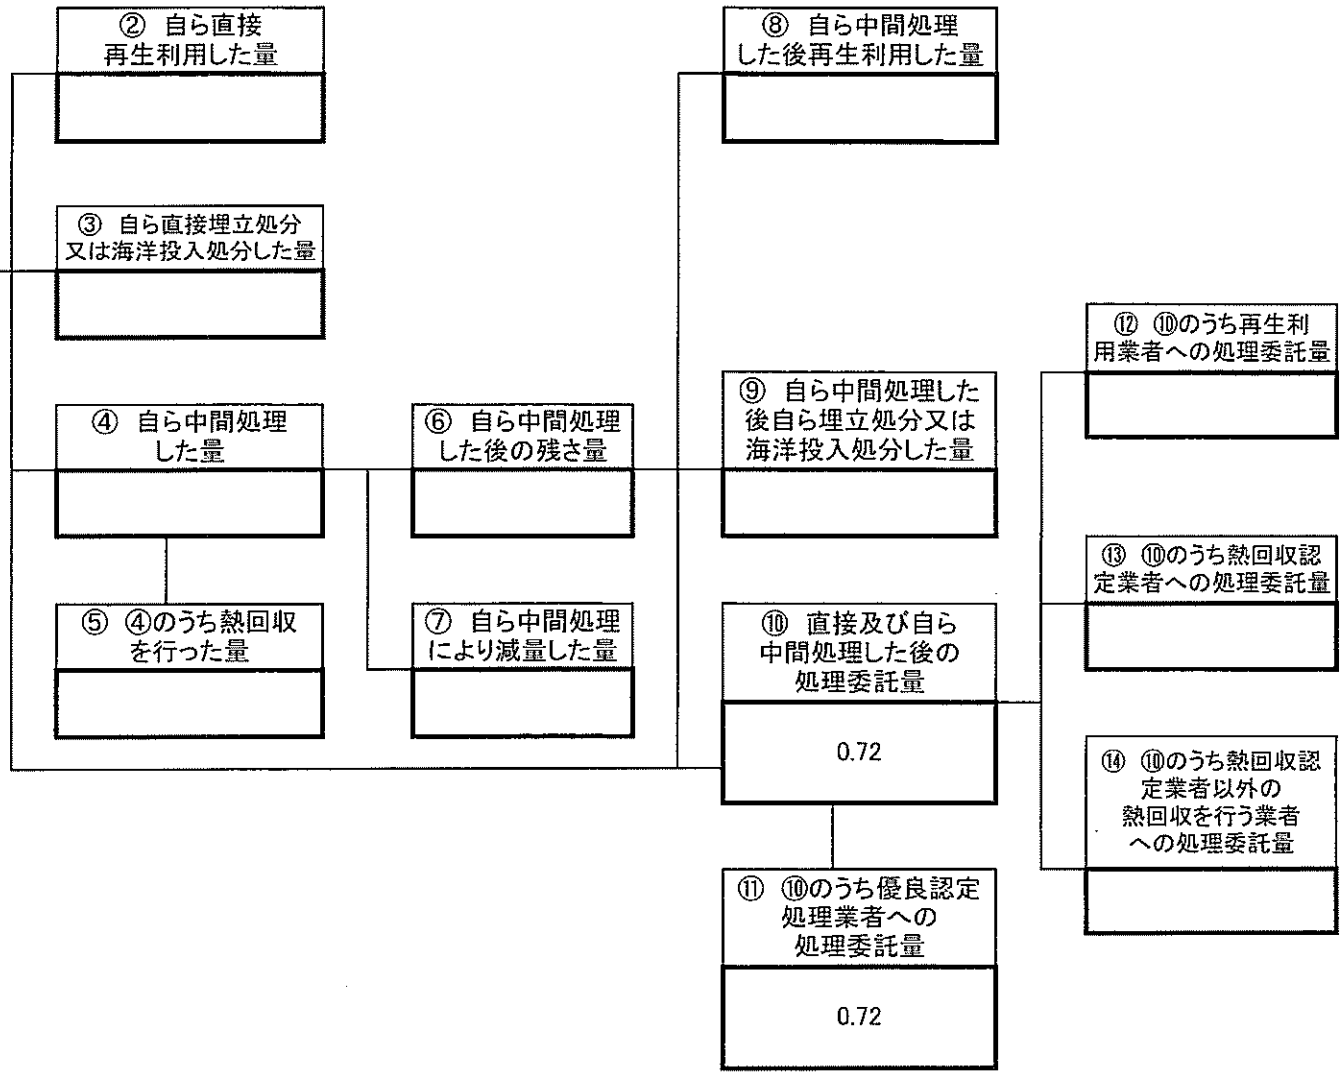 ② 自ら直接
再生利用した量
⑧ 自ら中間処理
した後再生利用した量
③ 自ら直接埋立処分
又は海洋投入処分した量
④ 自ら中間処理
した量
⑥ 自ら中間処理
した後の残さ量
⑨ 自ら中間処理した
後自ら埋立処分又は
海洋投入処分した量
⑫ ⑩のうち再生利
用業者への処理委託量
⑤ ④のうち熱回収
を行った量
⑦ 自ら中間処理
により減量した量
⑩ 直接及び自ら
中間処理した後の
処理委託量
0.72
⑬ ⑩のうち熱回収認
定業者への処理委託量
⑭ ⑩のうち熱回収認
定業者以外の
熱回収を行う業者
への処理委託量
⑪ ⑩のうち優良認定
処理業者への
処理委託量
0.72